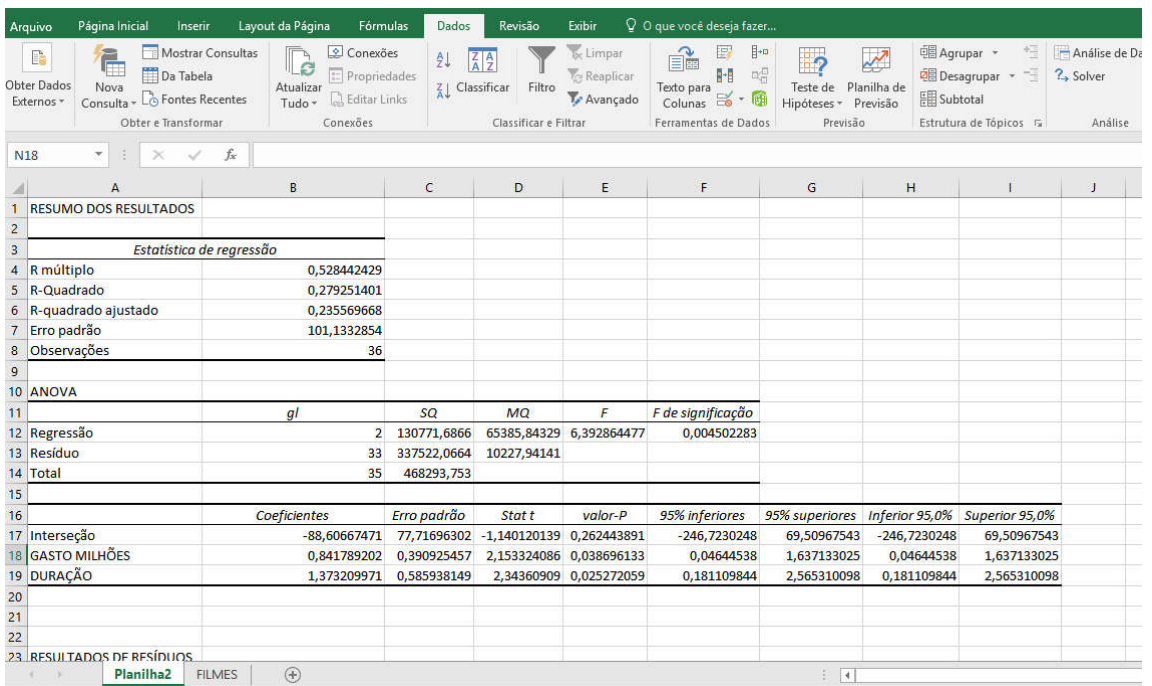 Arquivo Página Inicial Inserir Layout da Página Fórmulas Dados Revisão Exibir O que você deseja fazer...
Obter Dados Externos
Nova Consulta
Mostrar Consultas
Da Tabela
Fontes Recentes
Obter e Transformar
Atualizar Tudo
Conexões
Propriedades
Editar Links
Conexões
Classificar
Filtro
Limpar
Reaplicar
Avançado
Classificar e Filtrar
Texto para Colunas
Ferramentas de Dados
Teste de Hipóteses
Planilha de Previsão
Previsão
Agrupar
Desagrupar
Subtotal
Estrutura de Tópicos
Análise de Da
Solver
Análise
N18 fx
A B C D E F G H I J
1 RESUMO DOS RESULTADOS
2
3 Estatística de regressão
4 R múltiplo 0,528442429
5 R-Quadrado 0,279251401
6 R-quadrado ajustado 0,235569668
7 Erro padrão 101,1332854
8 Observações 36
9
10 ANOVA
11 gl SQ MQ F F de significação
12 Regressão 2 130771,6866 65385,84329 6,392864477 0,004502283
13 Resíduo 33 337522,0664 10227,94141
14 Total 35 468293,753
15
16 Coeficientes Erro padrão Stat t valor-P 95% inferiores 95% superiores Inferior 95,0% Superior 95,0%
17 Interseção -88,60667471 77,71696302 -1,140120139 0,262443891 -246,7230248 69,50967543 -246,7230248 69,50967543
18 GASTO MILHÕES 0,841789202 0,390925457 2,153324086 0,038696133 0,04644538 1,637133025 0,04644538 1,637133025
19 DURAÇÃO 1,373209971 0,585938149 2,34360909 0,025272059 0,181109844 2,565310098 0,181109844 2,565310098
20
21
22
23 RESULTADOS DE RESÍDUOS
Planilha2 FILMES